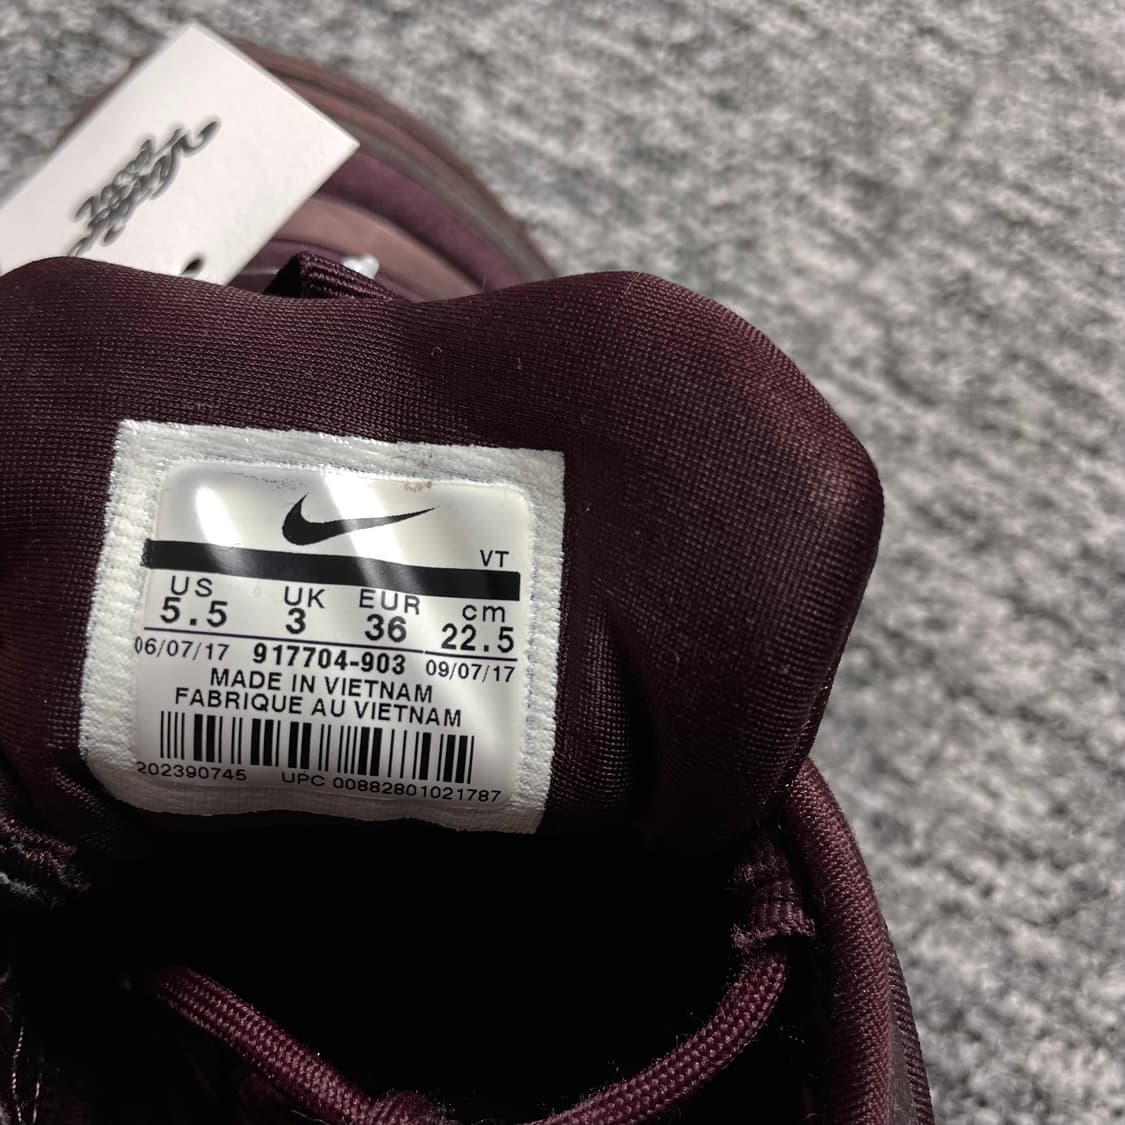 VT
US UK EUR cm
5.5 3 36 22.5
06/07/17 917704-903 09/07/17
MADE IN VIETNAM
FABRIQUE AU VIETNAM
202390745 UPC 00882801021787